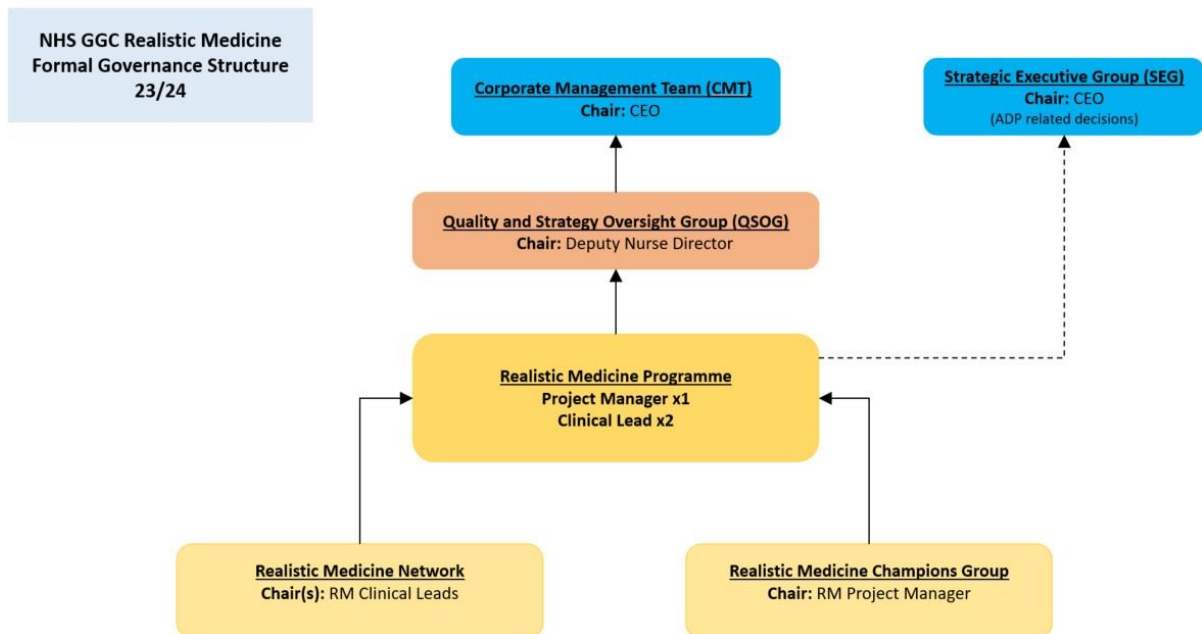 NHS GGC Realistic Medicine
Formal Governance Structure
23/24
Corporate Management Team (CMT)
Chair: CEO
Strategic Executive Group (SEG)
Chair: CEO
(ADP related decisions)
Quality and Strategy Oversight Group (QSOG)
Chair: Deputy Nurse Director
Realistic Medicine Programme
Project Manager x1
Clinical Lead x2
Realistic Medicine Network
Chair(s): RM Clinical Leads
Realistic Medicine Champions Group
Chair: RM Project Manager